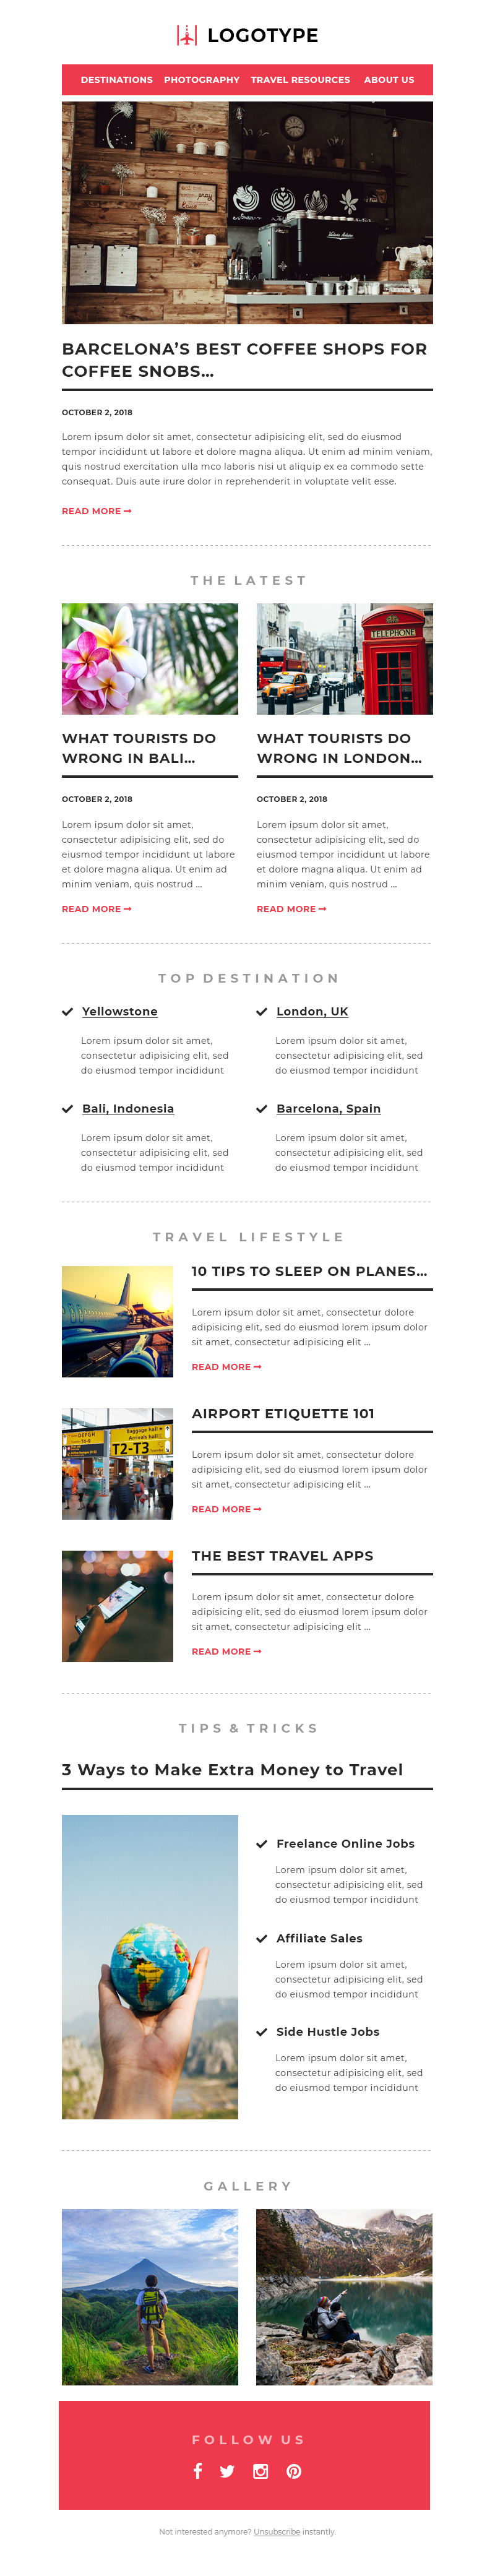 LOGOTYPE
DESTINATIONS PHOTOGRAPHY TRAVEL RESOURCES ABOUT US
BARCELONA’S BEST COFFEE SHOPS FOR
COFFEE SNOBS...
OCTOBER 2, 2018
Lorem ipsum dolor sit amet, consectetur adipisicing elit, sed do eiusmod
tempor incididunt ut labore et dolore magna aliqua. Ut enim ad minim veniam,
quis nostrud exercitation ulla mco laboris nisi ut aliquip ex ea commodo sette
consequat. Duis aute irure dolor in reprehenderit in voluptate velit esse.
READ MORE
THE LATEST
TELEPHONE
WHAT TOURISTS DO
WRONG IN BALI...
OCTOBER 2, 2018
Lorem ipsum dolor sit amet,
consectetur adipisicing elit, sed do
eiusmod tempor incididunt ut labore
et dolore magna aliqua. Ut enim ad
minim veniam, quis nostrud ...
READ MORE
WHAT TOURISTS DO
WRONG IN LONDON...
OCTOBER 2, 2018
Lorem ipsum dolor sit amet,
consectetur adipisicing elit, sed do
eiusmod tempor incididunt ut labore
et dolore magna aliqua. Ut enim ad
minim veniam, quis nostrud ...
READ MORE
TOP DESTINATION
Yellowstone
Lorem ipsum dolor sit amet,
consectetur adipisicing elit, sed
do eiusmod tempor incididunt
London, UK
Lorem ipsum dolor sit amet,
consectetur adipisicing elit, sed
do eiusmod tempor incididunt
Bali, Indonesia
Lorem ipsum dolor sit amet,
consectetur adipisicing elit, sed
do eiusmod tempor incididunt
Barcelona, Spain
Lorem ipsum dolor sit amet,
consectetur adipisicing elit, sed
do eiusmod tempor incididunt
TRAVEL LIFESTYLE
10 TIPS TO SLEEP ON PLANES...
Lorem ipsum dolor sit amet, consectetur dolore
adipisicing elit, sed do eiusmod lorem ipsum dolor
sit amet, consectetur adipisicing elit ...
READ MORE
Baggage hall
Arrivals hall
T2-T3
AIRPORT ETIQUETTE 101
Lorem ipsum dolor sit amet, consectetur dolore
adipisicing elit, sed do eiusmod lorem ipsum dolor
sit amet, consectetur adipisicing elit ...
READ MORE
THE BEST TRAVEL APPS
Lorem ipsum dolor sit amet, consectetur dolore
adipisicing elit, sed do eiusmod lorem ipsum dolor
sit amet, consectetur adipisicing elit ...
READ MORE
TIPS & TRICKS
3 Ways to Make Extra Money to Travel
Freelance Online Jobs
Lorem ipsum dolor sit amet,
consectetur adipisicing elit, sed
do eiusmod tempor incididunt
Affiliate Sales
Lorem ipsum dolor sit amet,
consectetur adipisicing elit, sed
do eiusmod tempor incididunt
Side Hustle Jobs
Lorem ipsum dolor sit amet,
consectetur adipisicing elit, sed
do eiusmod tempor incididunt
GALLERY
FOLLOW US
Not interested anymore? Unsubscribe instantly.